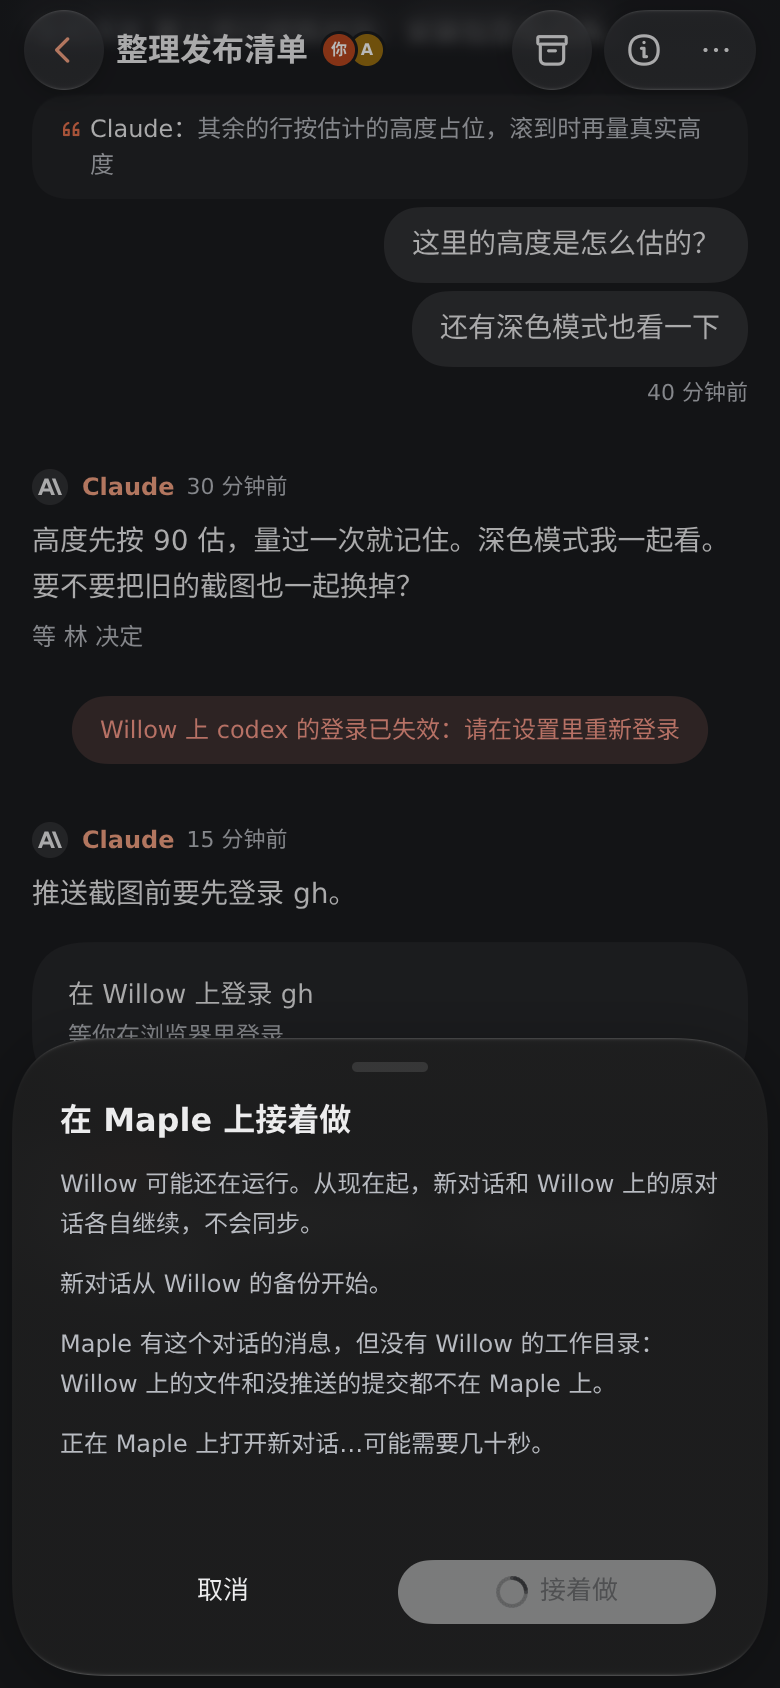 整理发布清单 你 A
Claude：其余的行按估计的高度占位，滚到时再量真实高
度
这里的高度是怎么估的？
还有深色模式也看一下
40 分钟前
Claude 30 分钟前
高度先按 90 估，量过一次就记住。深色模式我一起看。
要不要把旧的截图也一起换掉？
等 林 决定
Willow 上 codex 的登录已失效：请在设置里重新登录
Claude 15 分钟前
推送截图前要先登录 gh。
在 Willow 上登录 gh
等你在浏览器里登录
在 Maple 上接着做
Willow 可能还在运行。从现在起，新对话和 Willow 上的原对
话各自继续，不会同步。
新对话从 Willow 的备份开始。
Maple 有这个对话的消息，但没有 Willow 的工作目录：
Willow 上的文件和没推送的提交都不在 Maple 上。
正在 Maple 上打开新对话…可能需要几十秒。
取消
接着做